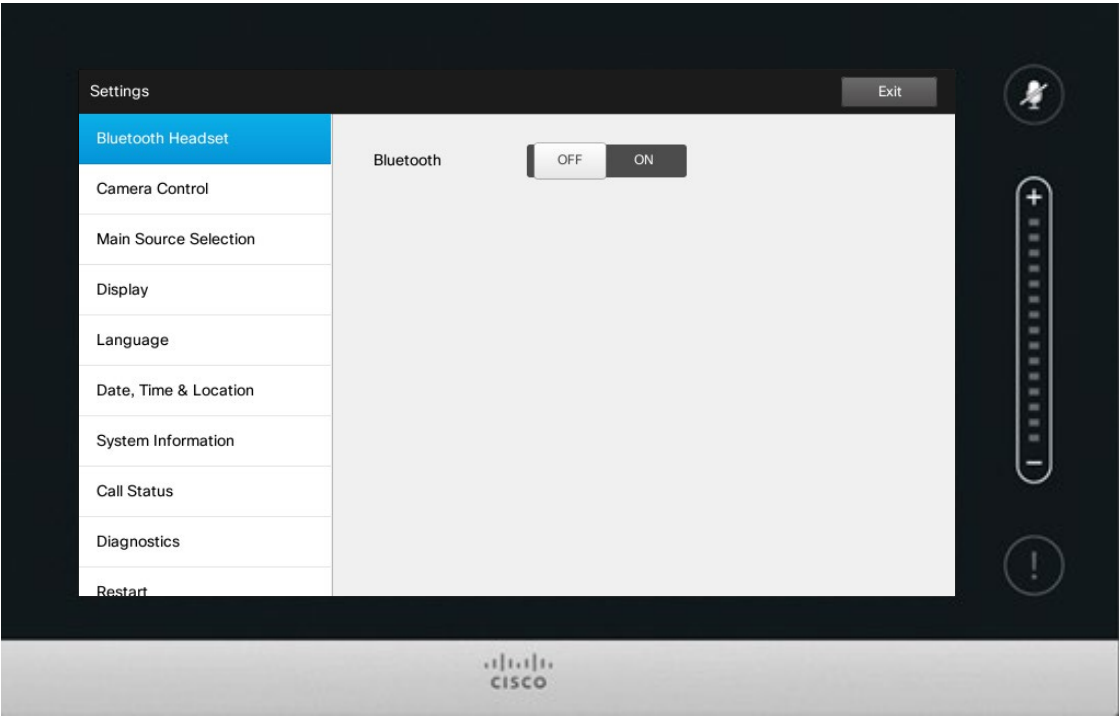 Settings
Exit
Bluetooth Headset
Bluetooth
OFF
ON
Camera Control
Main Source Selection
Display
Language
Date, Time & Location
System Information
Call Status
Diagnostics
Restart
+
−
!
CISCO